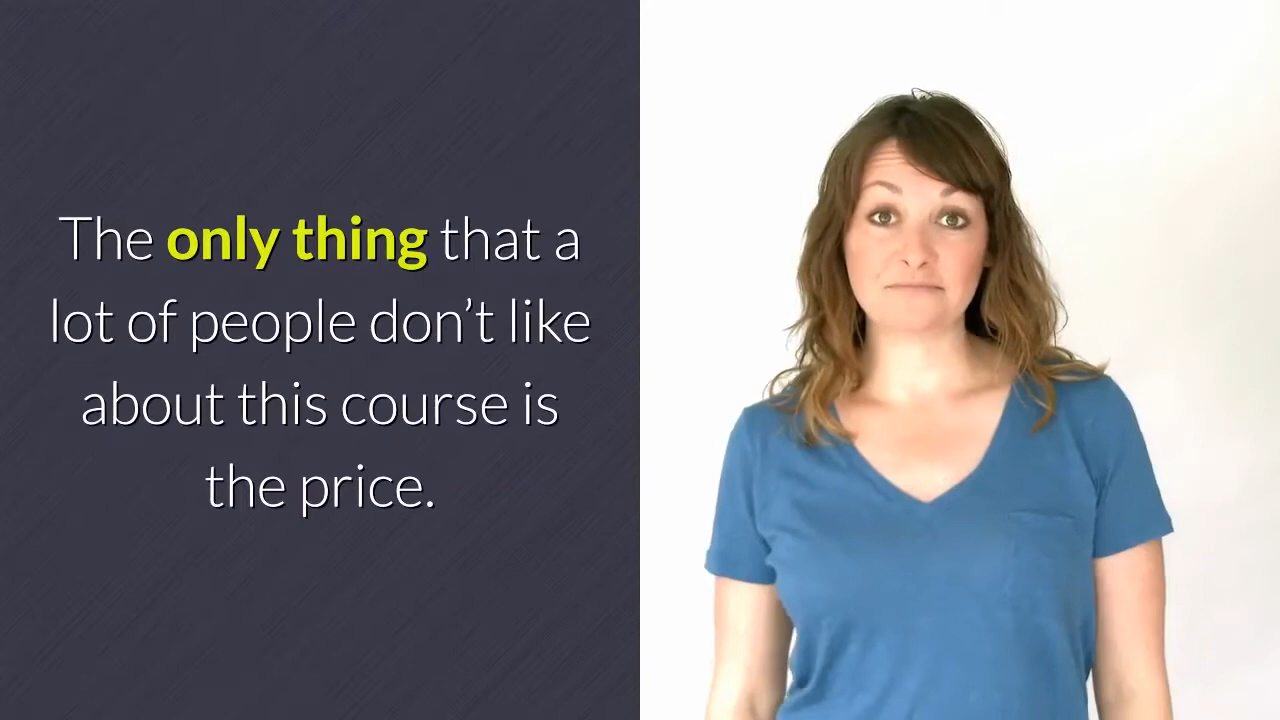 The only thing that a
lot of people don’t like
about this course is
the price.